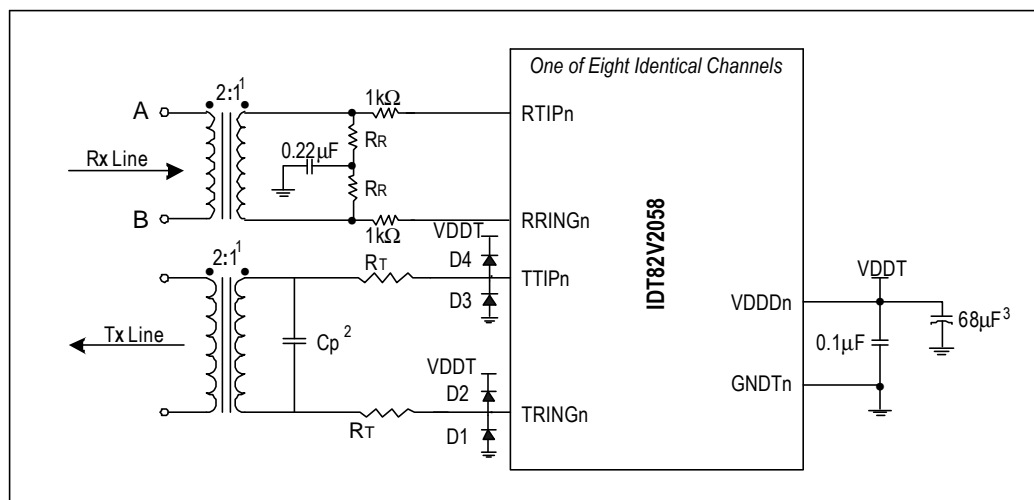 One of Eight Identical Channels
2:1¹
A
1kΩ
RTIPn
RR
0.22μF
Rx Line
RR
B
1kΩ
RRINGn
VDDT
2:1¹
RT
D4
TTIPn
D3
VDDT
IDT82V2058
VDDDn
68μF³
0.1μF
Tx Line
Cp²
VDDT
GNDTn
D2
TRINGn
RT
D1